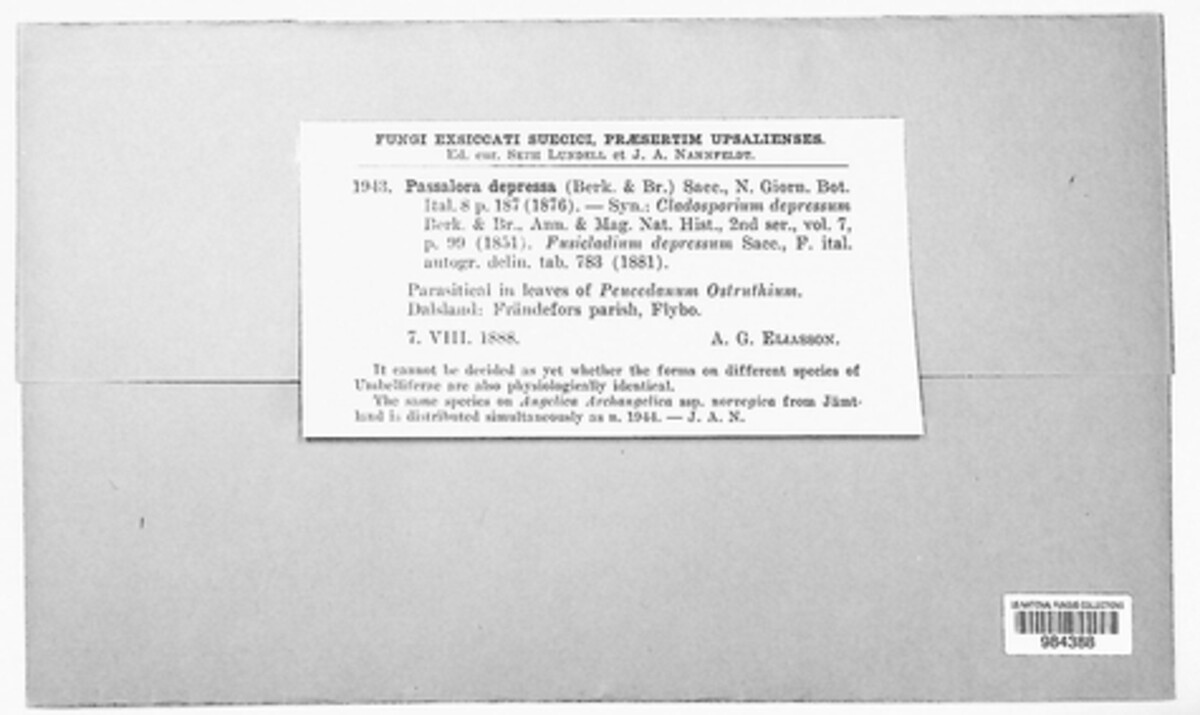 FUNGI EXSICCATI SUECICI, PRÆSERTIM UPSALIENSES.
Ed. cur. SETH LUNDELL et J. A. NANNFELDT.
1943. Passalora depressa (Berk. & Br.) Sacc., N. Giorn. Bot.
Ital. 8 p. 187 (1876). — Syn.: Cladosporium depressum
Berk. & Br., Ann. & Mag. Nat. Hist., 2nd ser., vol. 7,
p. 99 (1851). Fusicladium depressum Sacc., F. ital.
autogr. delin. tab. 783 (1881).
Parasitical in leaves of Peucedanum Ostruthium.
Dalsland: Frändefors parish, Flybo.
7. VIII. 1888. A. G. ELIASSON.
It cannot be decided as yet whether the forms on different species of
Umbelliferae are also physiologically identical.
The same species on Angelica Archangelica ssp. norvegica from Jämt-
land is distributed simultaneously as n. 1944. — J. A. N.
US NATIONAL FUNGUS COLLECTIONS
984388